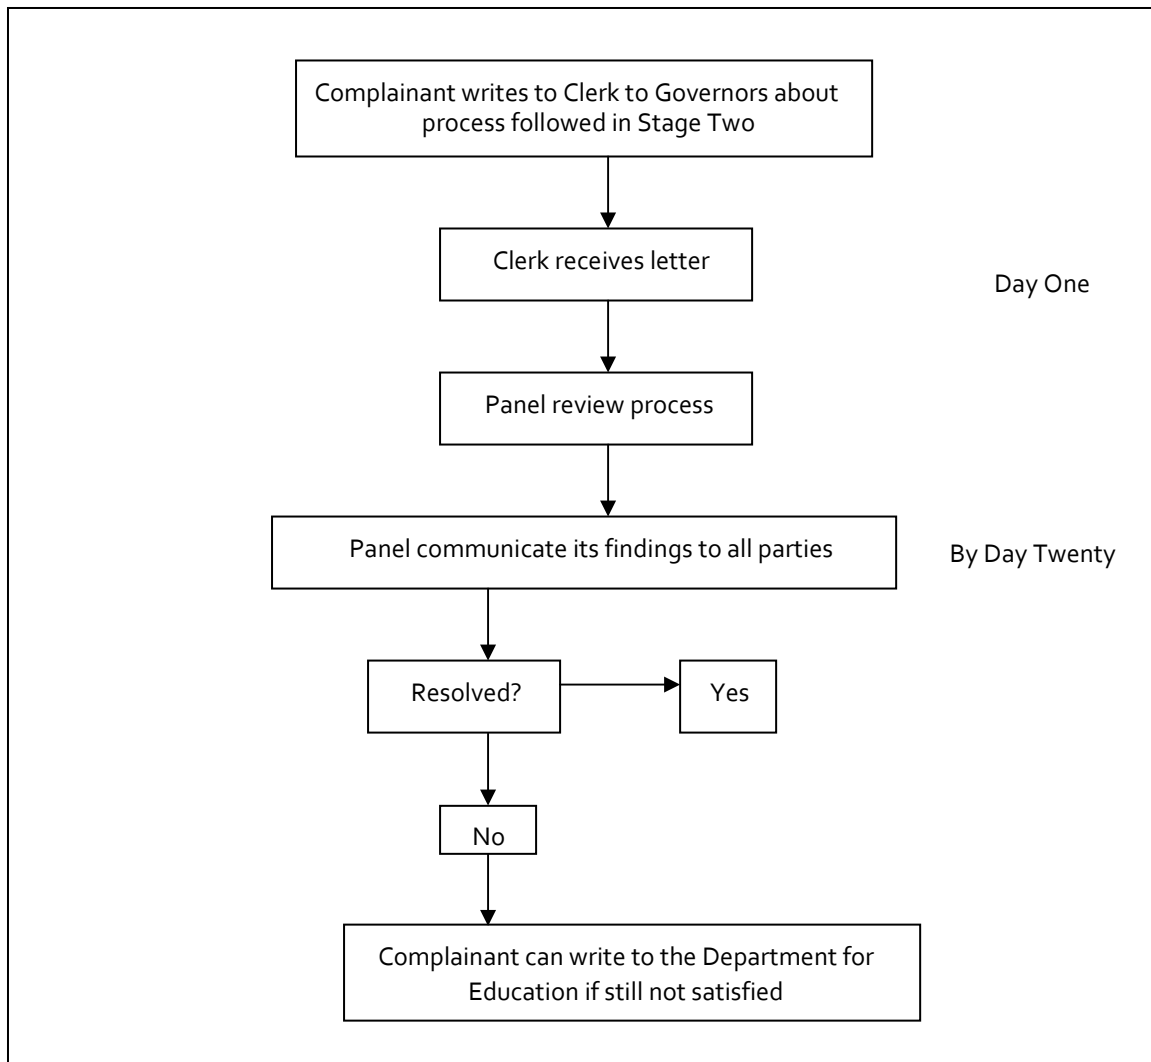 Complainant writes to Clerk to Governors about
process followed in Stage Two
Clerk receives letter
Day One
Panel review process
Panel communicate its findings to all parties
By Day Twenty
Resolved?
Yes
No
Complainant can write to the Department for
Education if still not satisfied